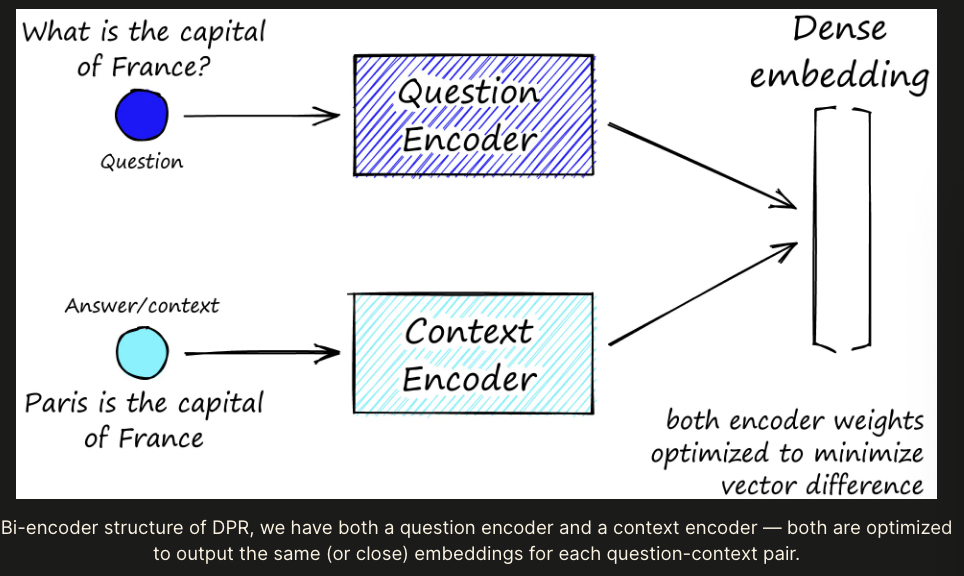 What is the capital
of France?
Question
Question
Encoder
Dense
embedding
Answer/context
Paris is the capital
of France
Context
Encoder
both encoder weights
optimized to minimize
vector difference
Bi-encoder structure of DPR, we have both a question encoder and a context encoder — both are optimized
to output the same (or close) embeddings for each question-context pair.